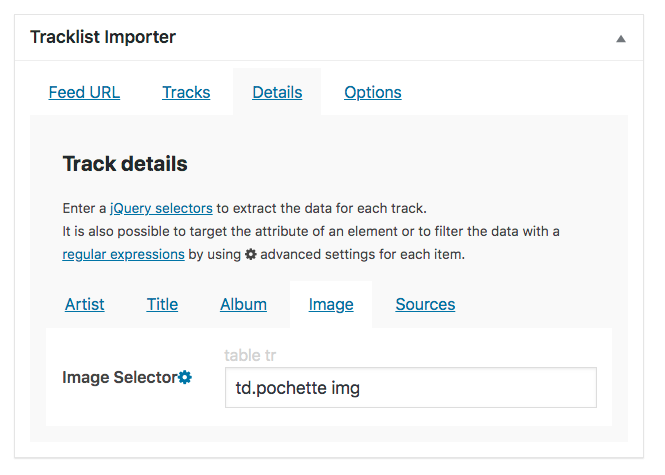 Tracklist Importer
Feed URL Tracks Details Options
Track details
Enter a jQuery selectors to extract the data for each track.
It is also possible to target the attribute of an element or to filter the data with a
regular expressions by using advanced settings for each item.
Artist Title Album Image Sources
table tr
Image Selector
td.pochette img